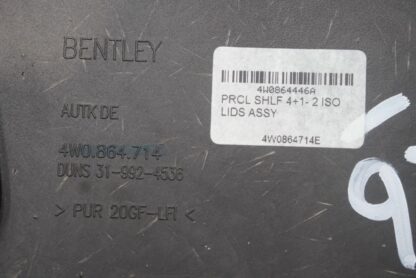 BENTLEY
AUTK DE
4W0.864.714
DUNS 31-992-4536
> PUR 20GF-LFI <
4W0864446A
PRCL SHLF 4+1- 2 ISO
LIDS ASSY
4W0864714E
9